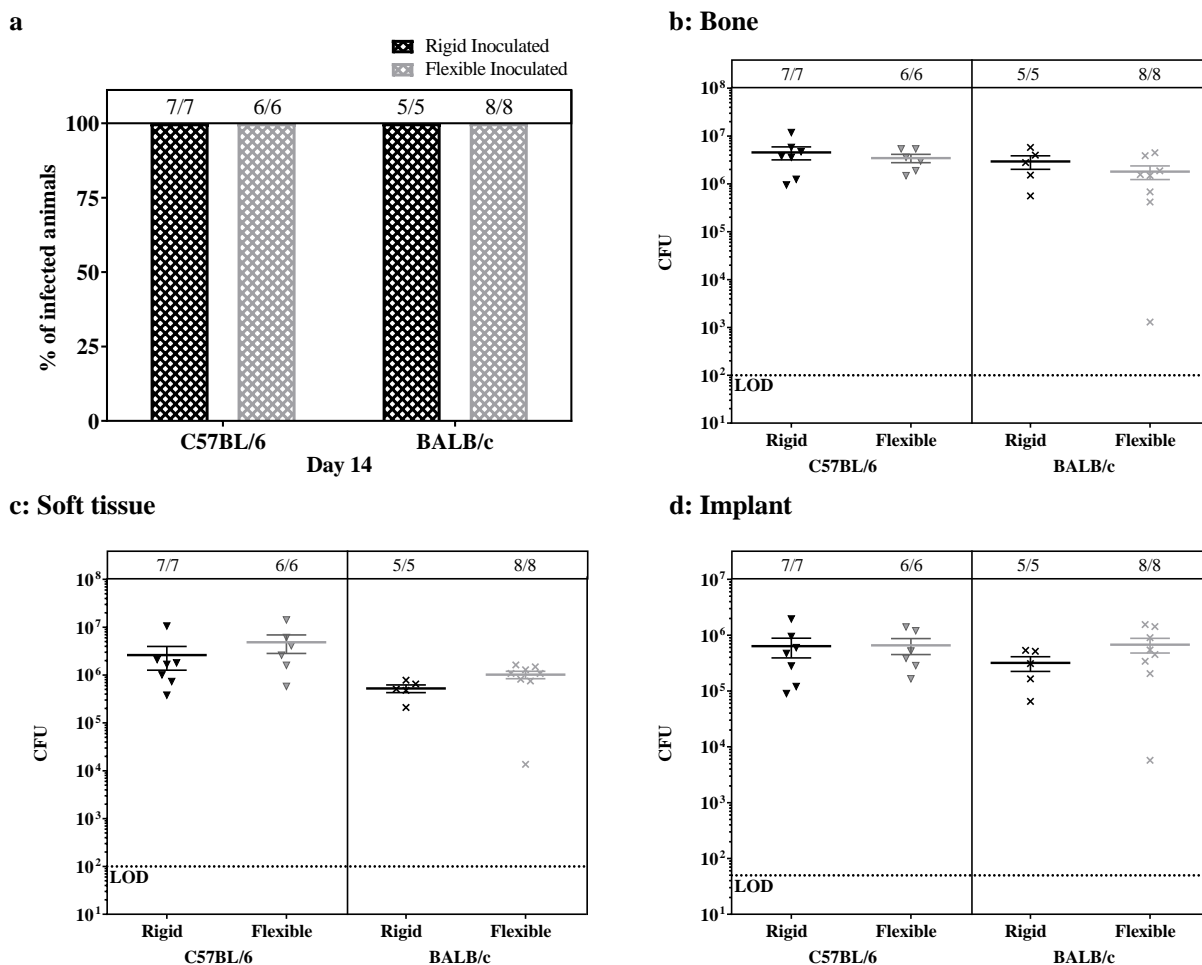 a
Rigid Inoculated
Flexible Inoculated
7/7 6/6 5/5 8/8
100
75
50
25
0
% of infected animals
C57BL/6 BALB/c
Day 14
b: Bone
7/7 6/6 5/5 8/8
10⁸
10⁷
10⁶
10⁵
10⁴
10³
10²
10¹
CFU
LOD
Rigid Flexible Rigid Flexible
C57BL/6 BALB/c
c: Soft tissue
7/7 6/6 5/5 8/8
10⁸
10⁷
10⁶
10⁵
10⁴
10³
10²
10¹
CFU
LOD
Rigid Flexible Rigid Flexible
C57BL/6 BALB/c
d: Implant
7/7 6/6 5/5 8/8
10⁷
10⁶
10⁵
10⁴
10³
10²
10¹
CFU
LOD
Rigid Flexible Rigid Flexible
C57BL/6 BALB/c